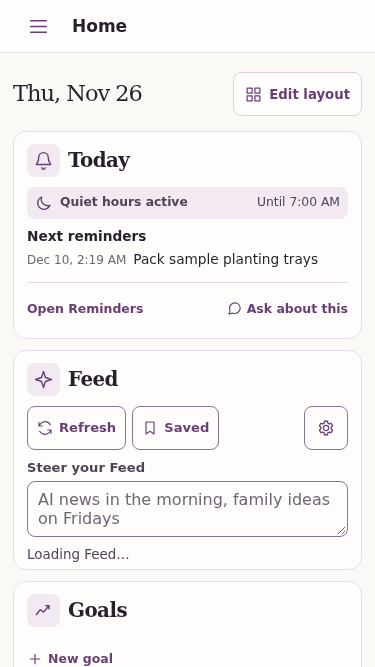 Home
Thu, Nov 26
Edit layout
Today
Quiet hours active
Until 7:00 AM
Next reminders
Dec 10, 2:19 AM Pack sample planting trays
Open Reminders
Ask about this
Feed
Refresh
Saved
Steer your Feed
AI news in the morning, family ideas
on Fridays
Loading Feed...
Goals
New goal